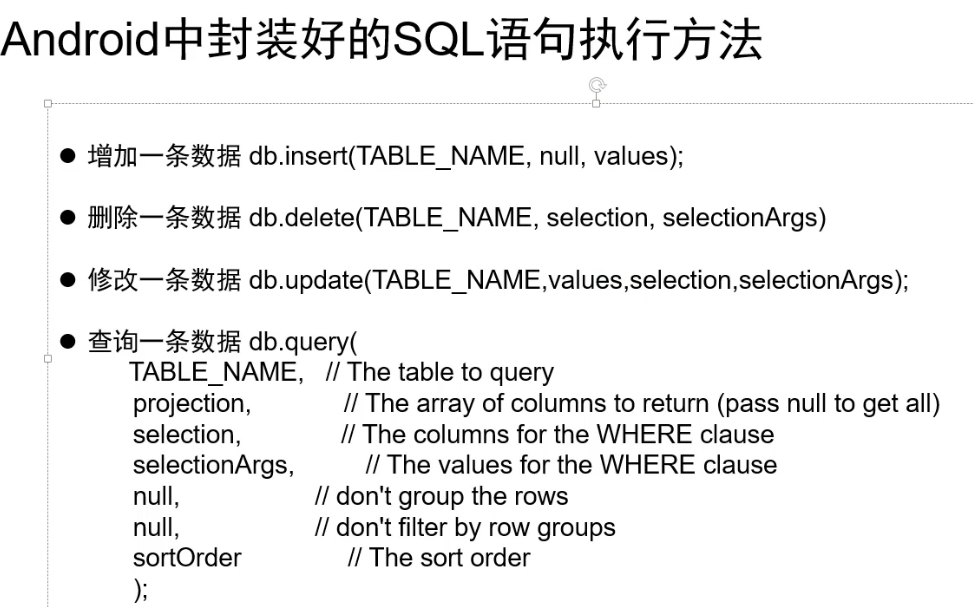 Android中封装好的SQL语句执行方法
● 增加一条数据 db.insert(TABLE_NAME, null, values);
● 删除一条数据 db.delete(TABLE_NAME, selection, selectionArgs)
● 修改一条数据 db.update(TABLE_NAME,values,selection,selectionArgs);
● 查询一条数据 db.query(
TABLE_NAME, // The table to query
projection, // The array of columns to return (pass null to get all)
selection, // The columns for the WHERE clause
selectionArgs, // The values for the WHERE clause
null, // don't group the rows
null, // don't filter by row groups
sortOrder // The sort order
);